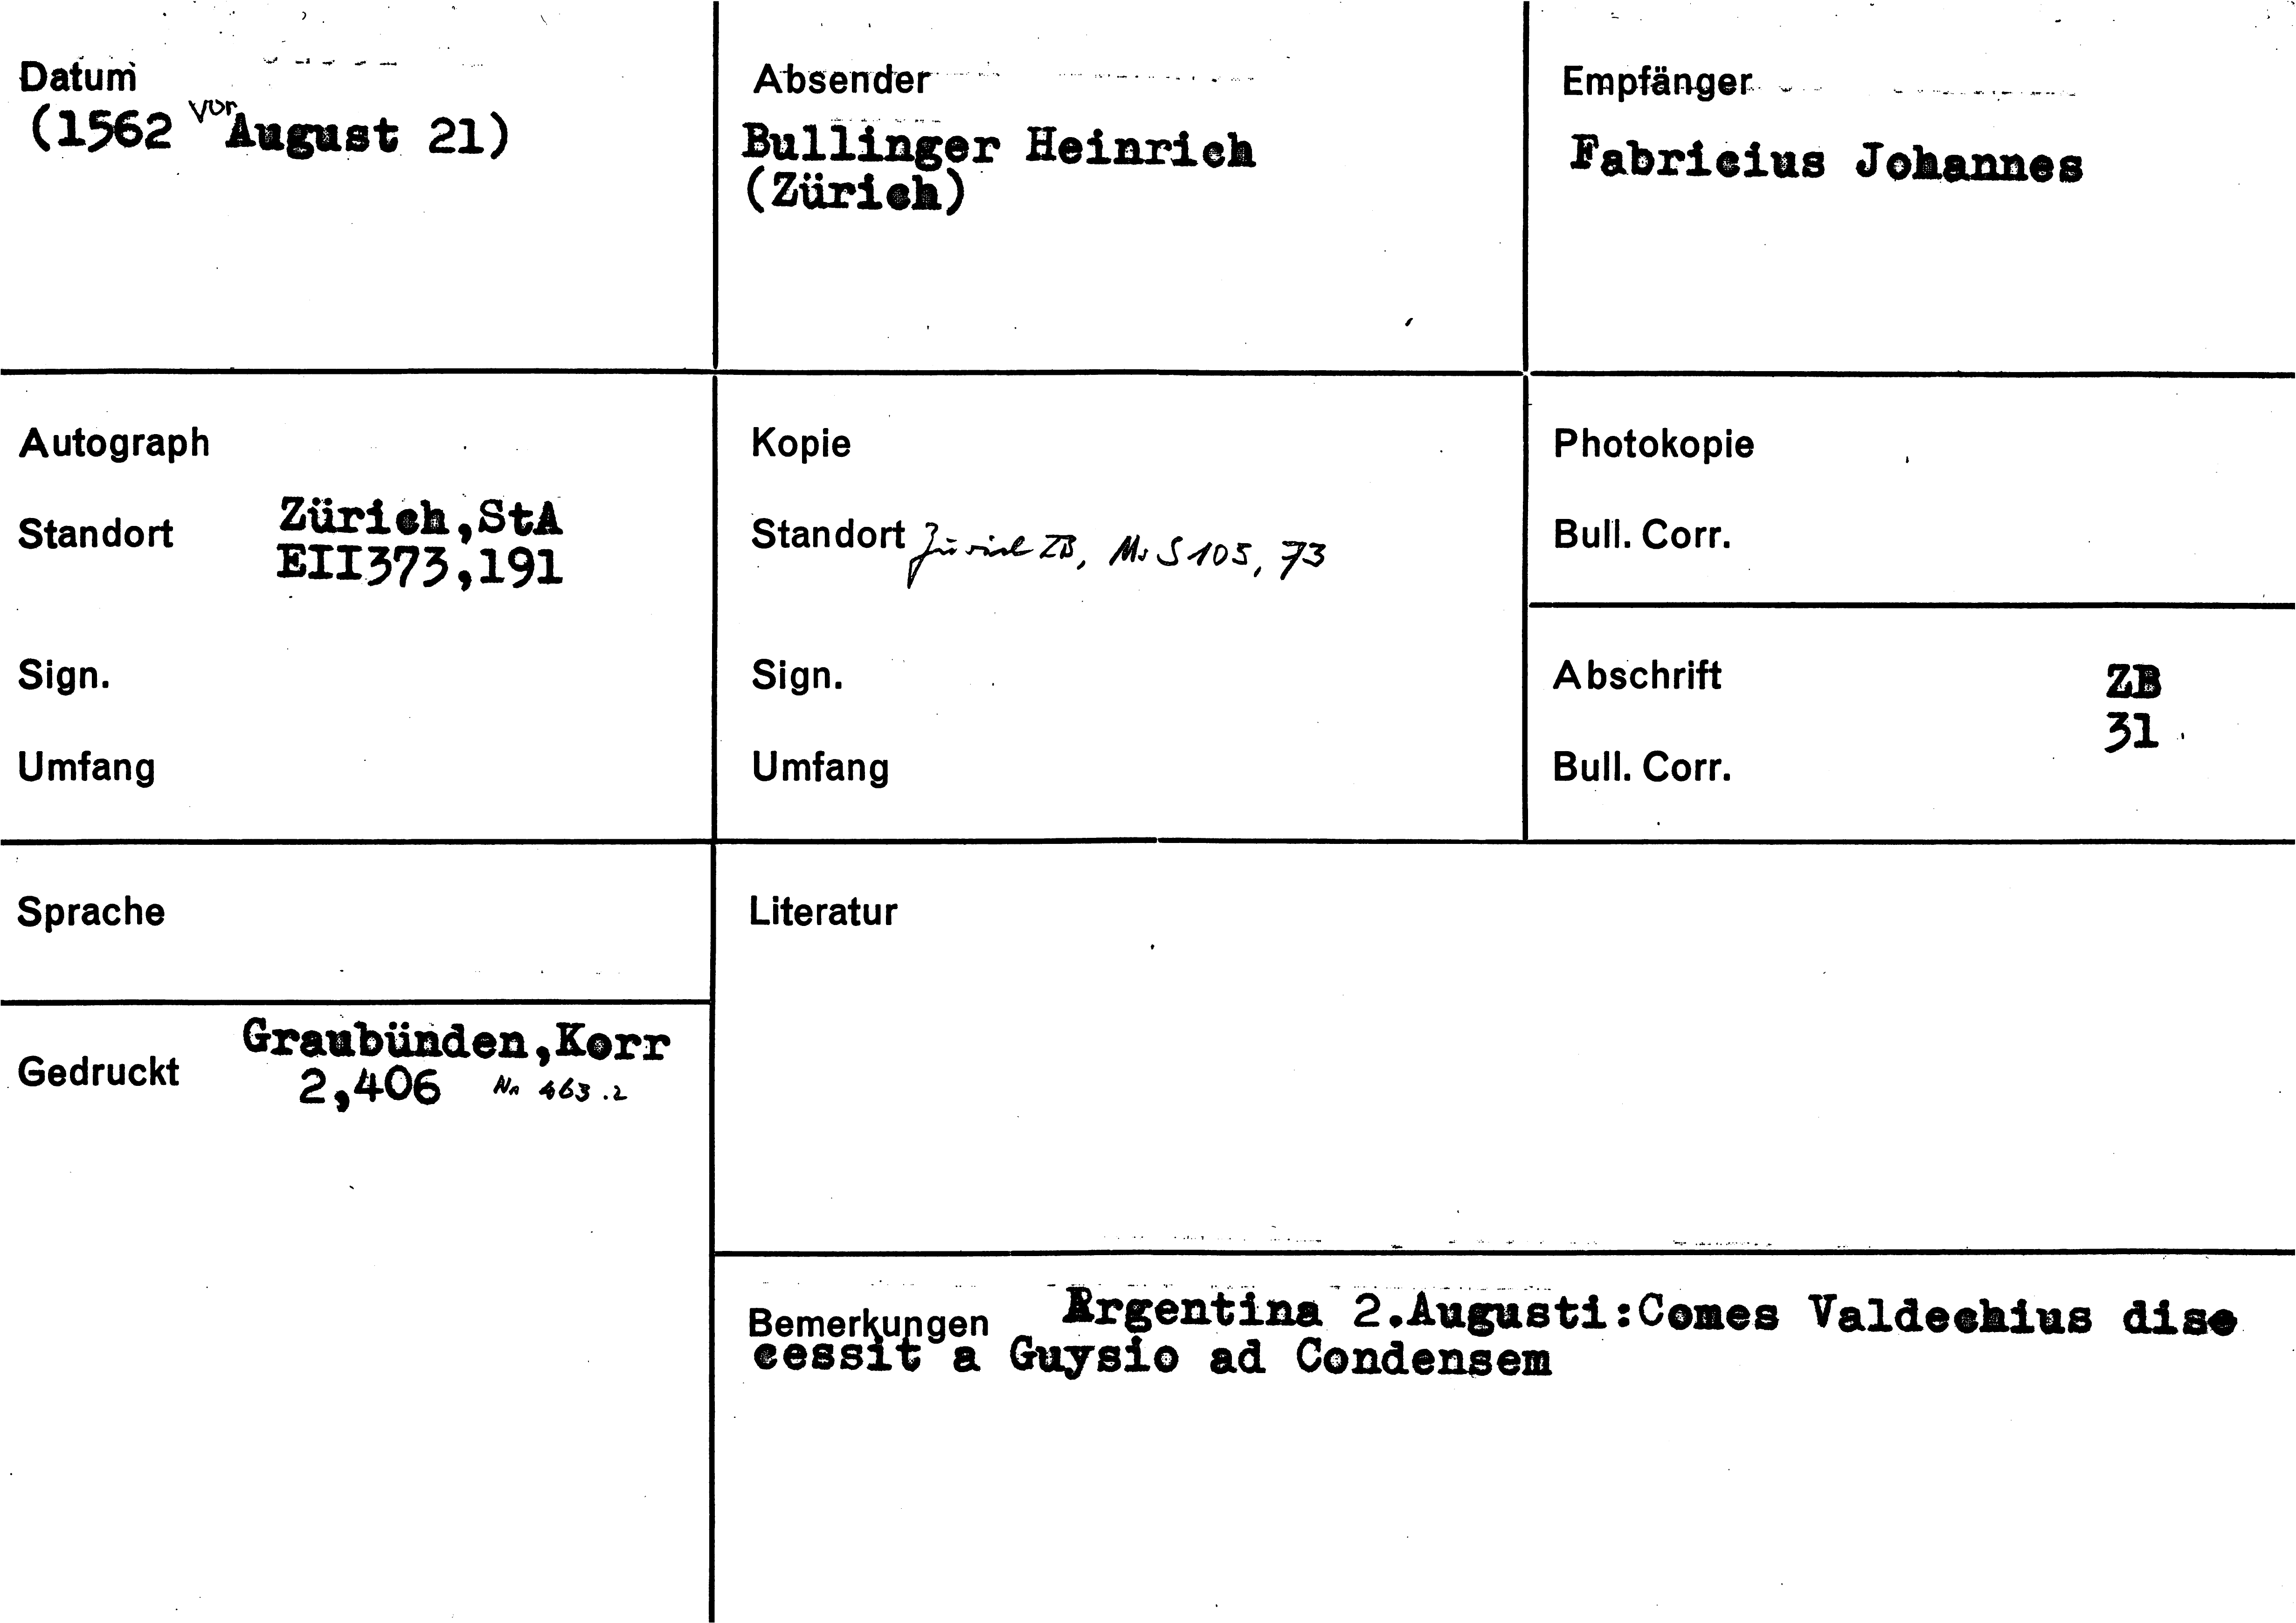 Datum
(1562 vor August 21)
Absender
Bullinger Heinrich
(Zürich)
Empfänger
Fabricius Johannes
Autograph
Standort Zürich,StA
EII373,191
Sign.
Umfang
Kopie
Standort Zürich ZB, Ms S 105, 73
Sign.
Umfang
Photokopie
Bull. Corr.
Abschrift ZB
31
Bull. Corr.
Sprache
Gedruckt Graubünden,Korr
2,406 Nr 463.2
Literatur
Bemerkungen Argentina 2.Augusti:Comes Valdechius dis
cessit a Guysio ad Condensem